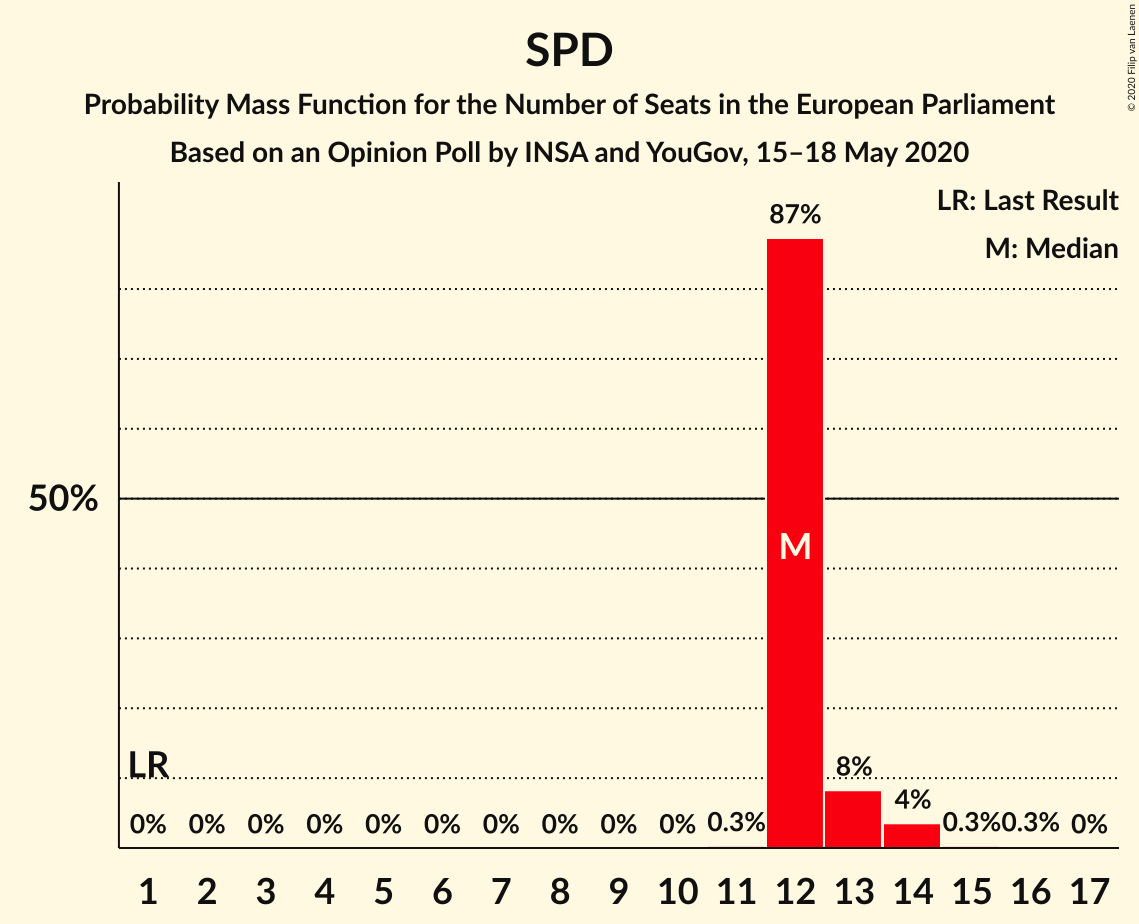 SPD
Probability Mass Function for the Number of Seats in the European Parliament
Based on an Opinion Poll by INSA and YouGov, 15–18 May 2020
© 2020 Filip van Laenen
LR: Last Result
M: Median
87%
50%
M
LR
8%
4%
0% 0% 0% 0% 0% 0% 0% 0% 0% 0% 0.3% 0.3% 0.3% 0%
1 2 3 4 5 6 7 8 9 10 11 12 13 14 15 16 17